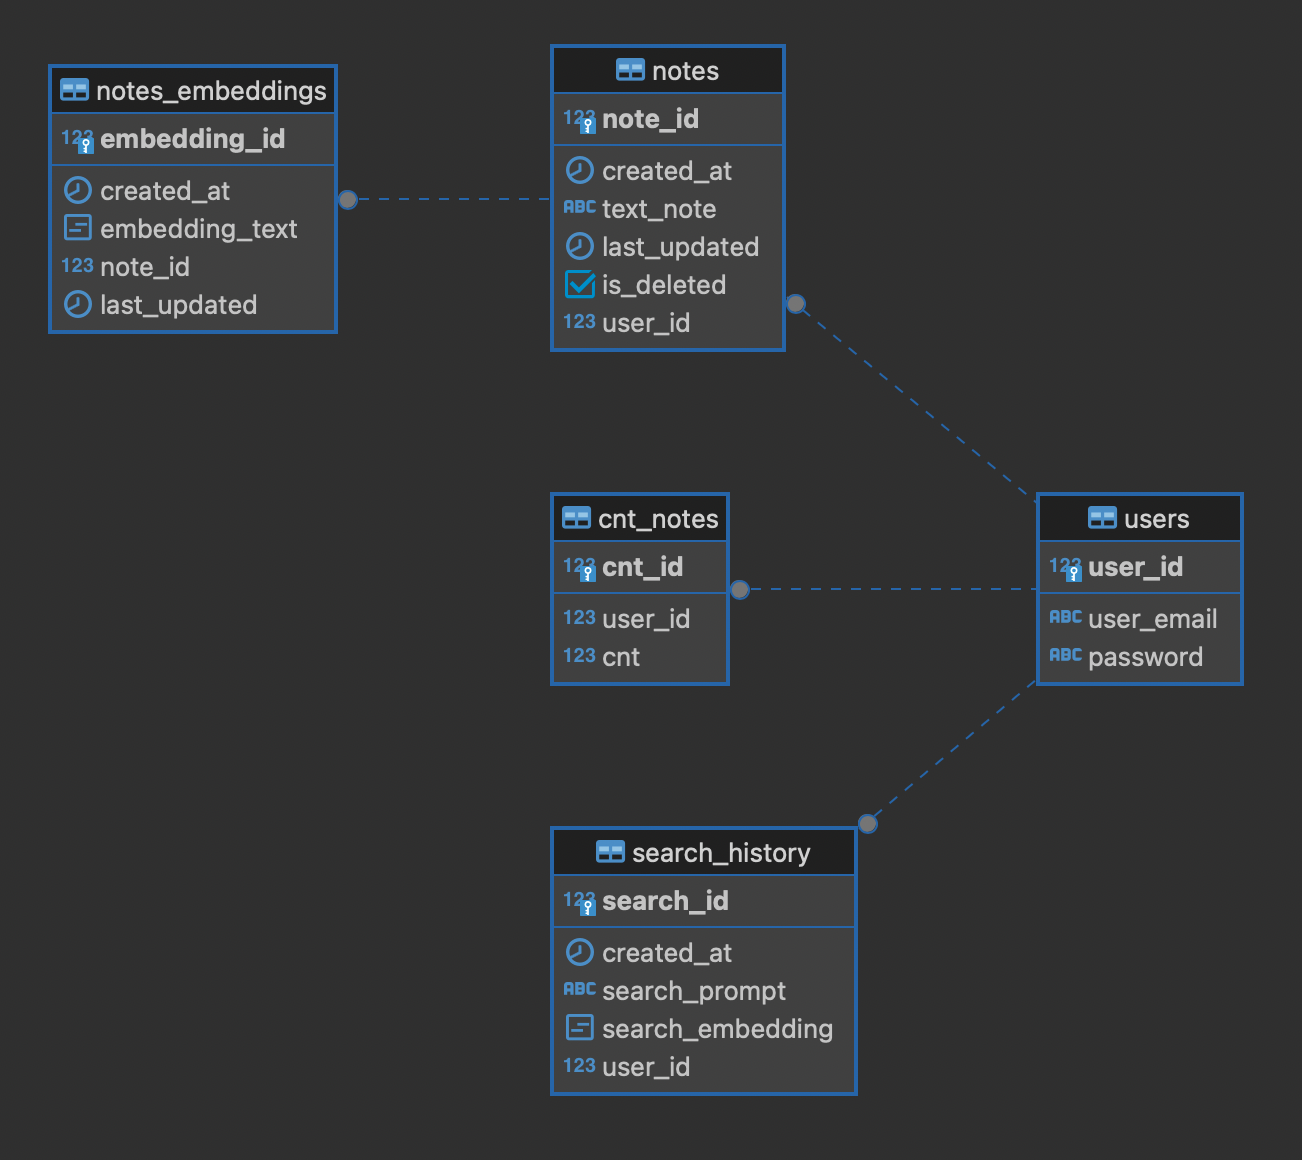 notes_embeddings
123 embedding_id
created_at
embedding_text
123 note_id
last_updated
notes
123 note_id
created_at
ABC text_note
last_updated
is_deleted
123 user_id
cnt_notes
123 cnt_id
123 user_id
123 cnt
users
123 user_id
ABC user_email
ABC password
search_history
123 search_id
created_at
ABC search_prompt
search_embedding
123 user_id